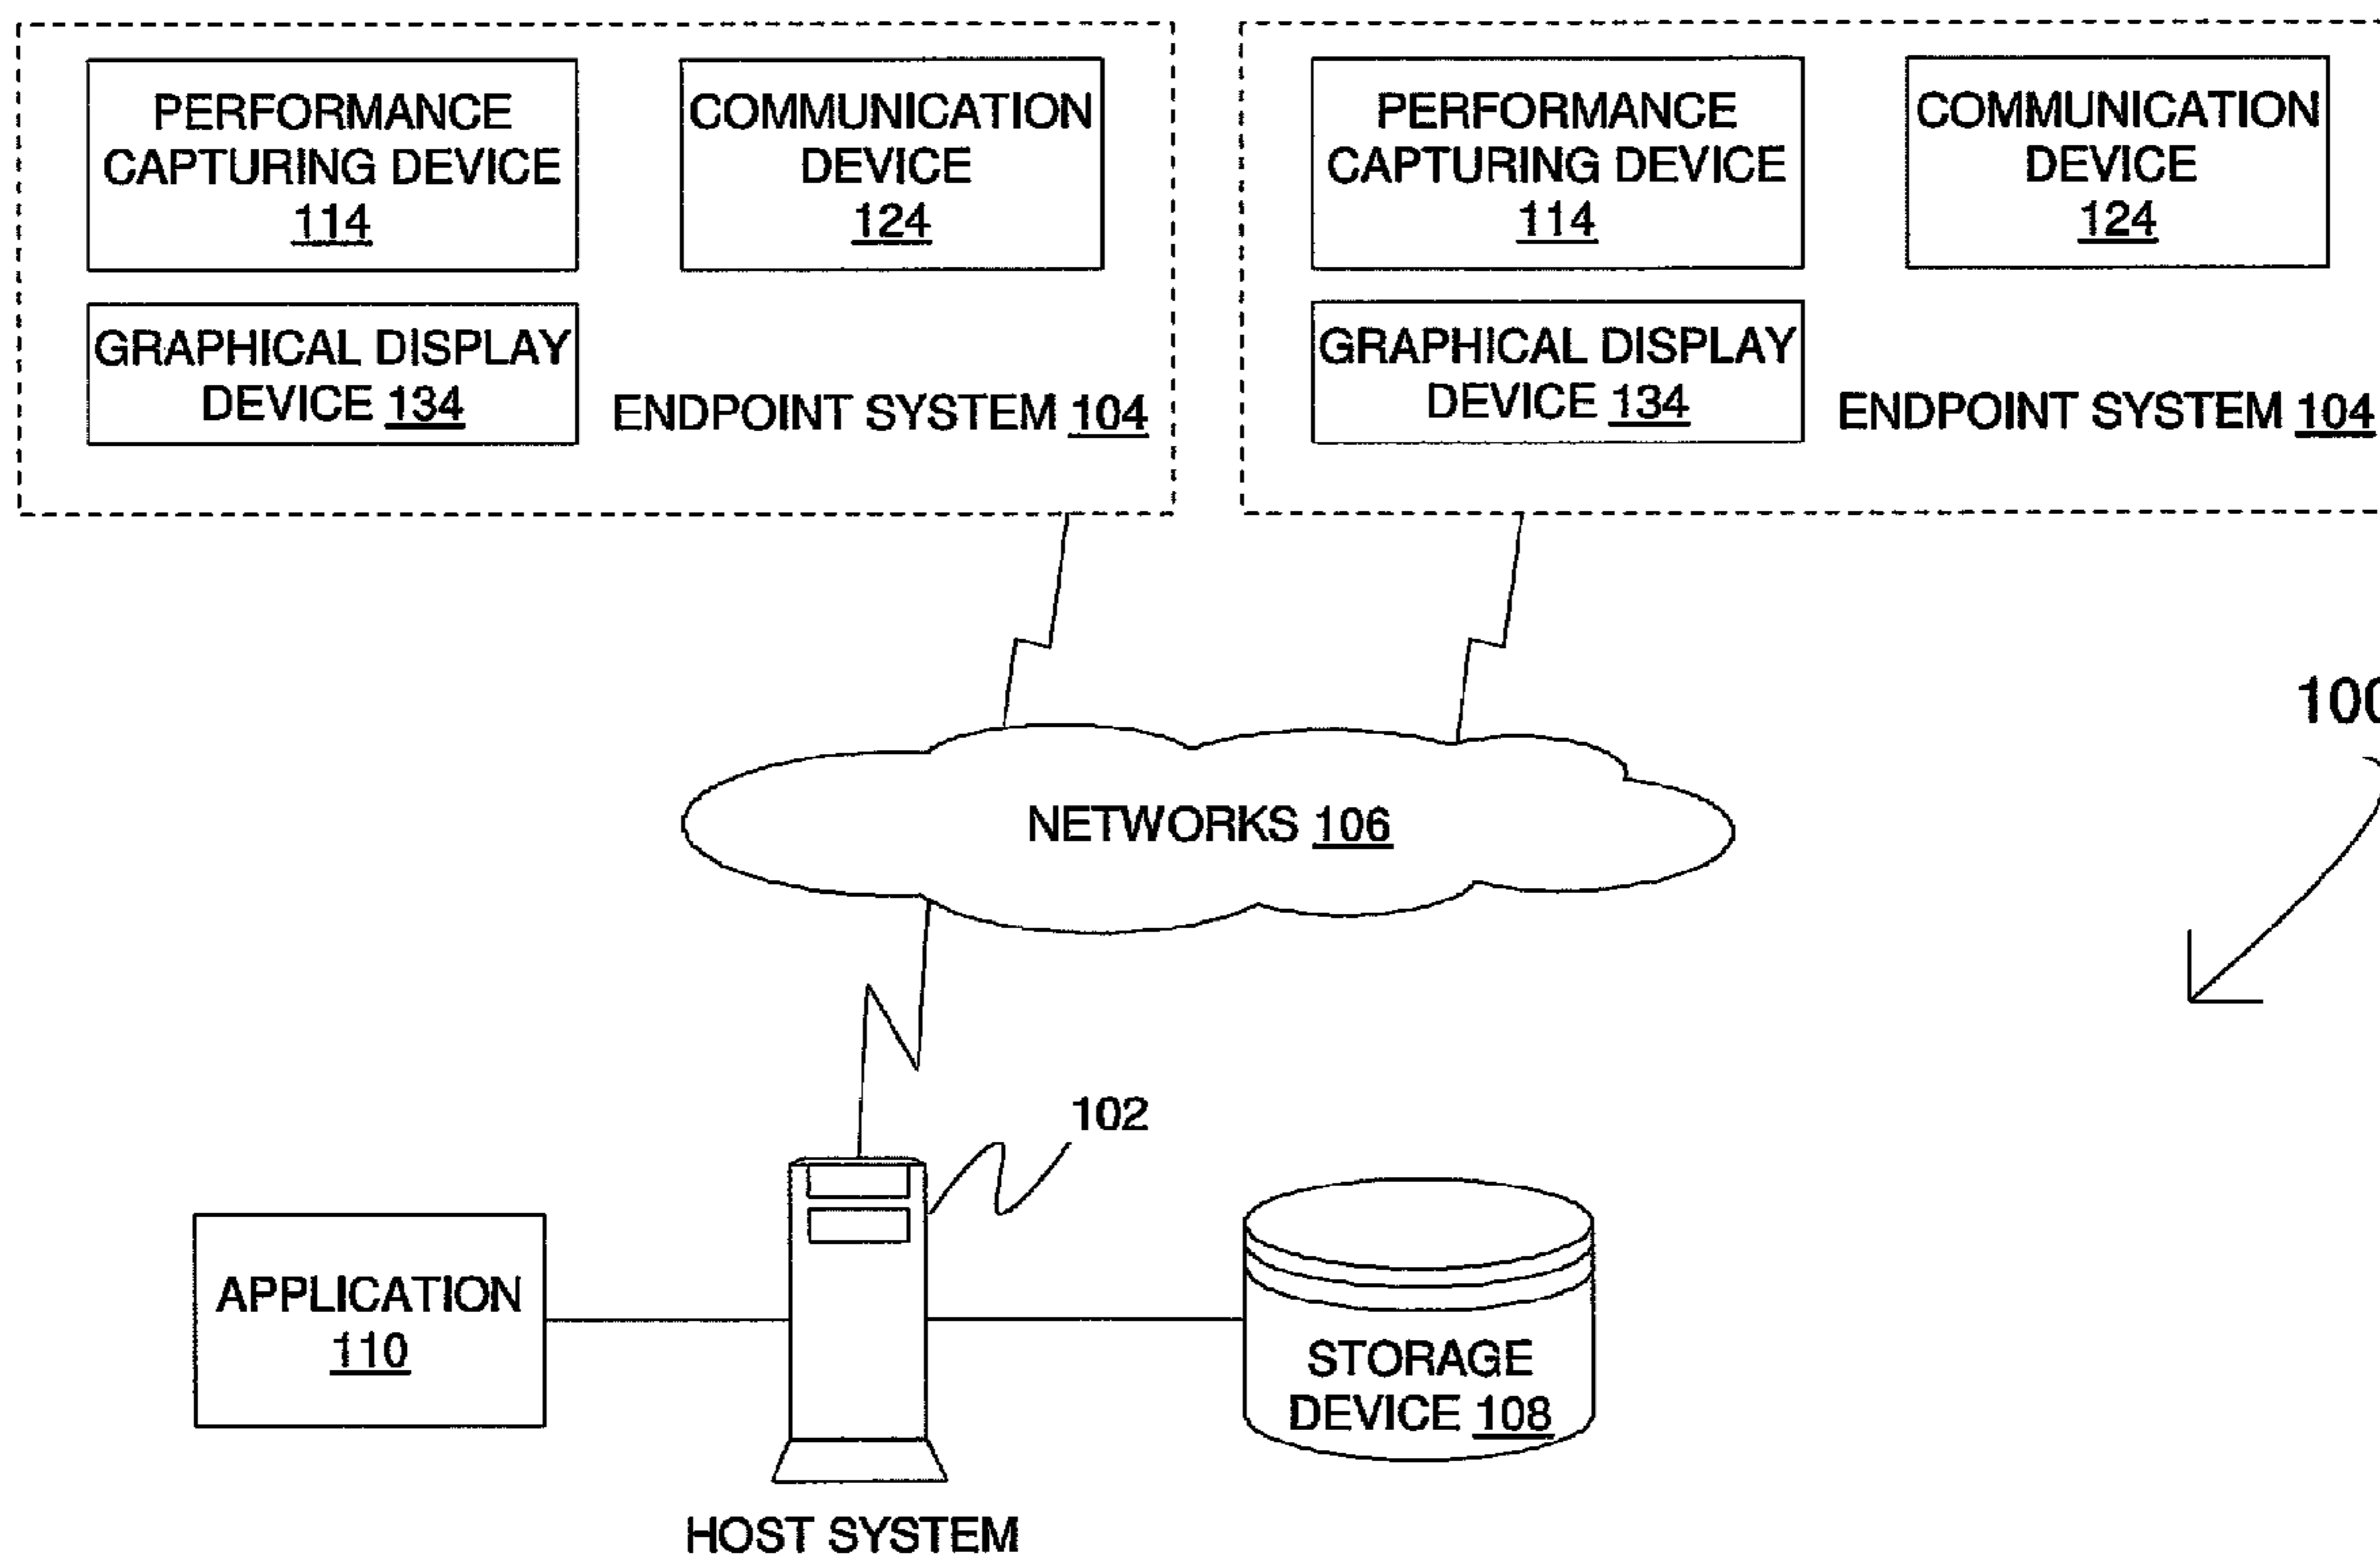 PERFORMANCE
CAPTURING DEVICE
114
COMMUNICATION
DEVICE
124
GRAPHICAL DISPLAY
DEVICE 134
ENDPOINT SYSTEM 104
PERFORMANCE
CAPTURING DEVICE
114
COMMUNICATION
DEVICE
124
GRAPHICAL DISPLAY
DEVICE 134
ENDPOINT SYSTEM 104
100
NETWORKS 106
102
APPLICATION
110
STORAGE
DEVICE 108
HOST SYSTEM